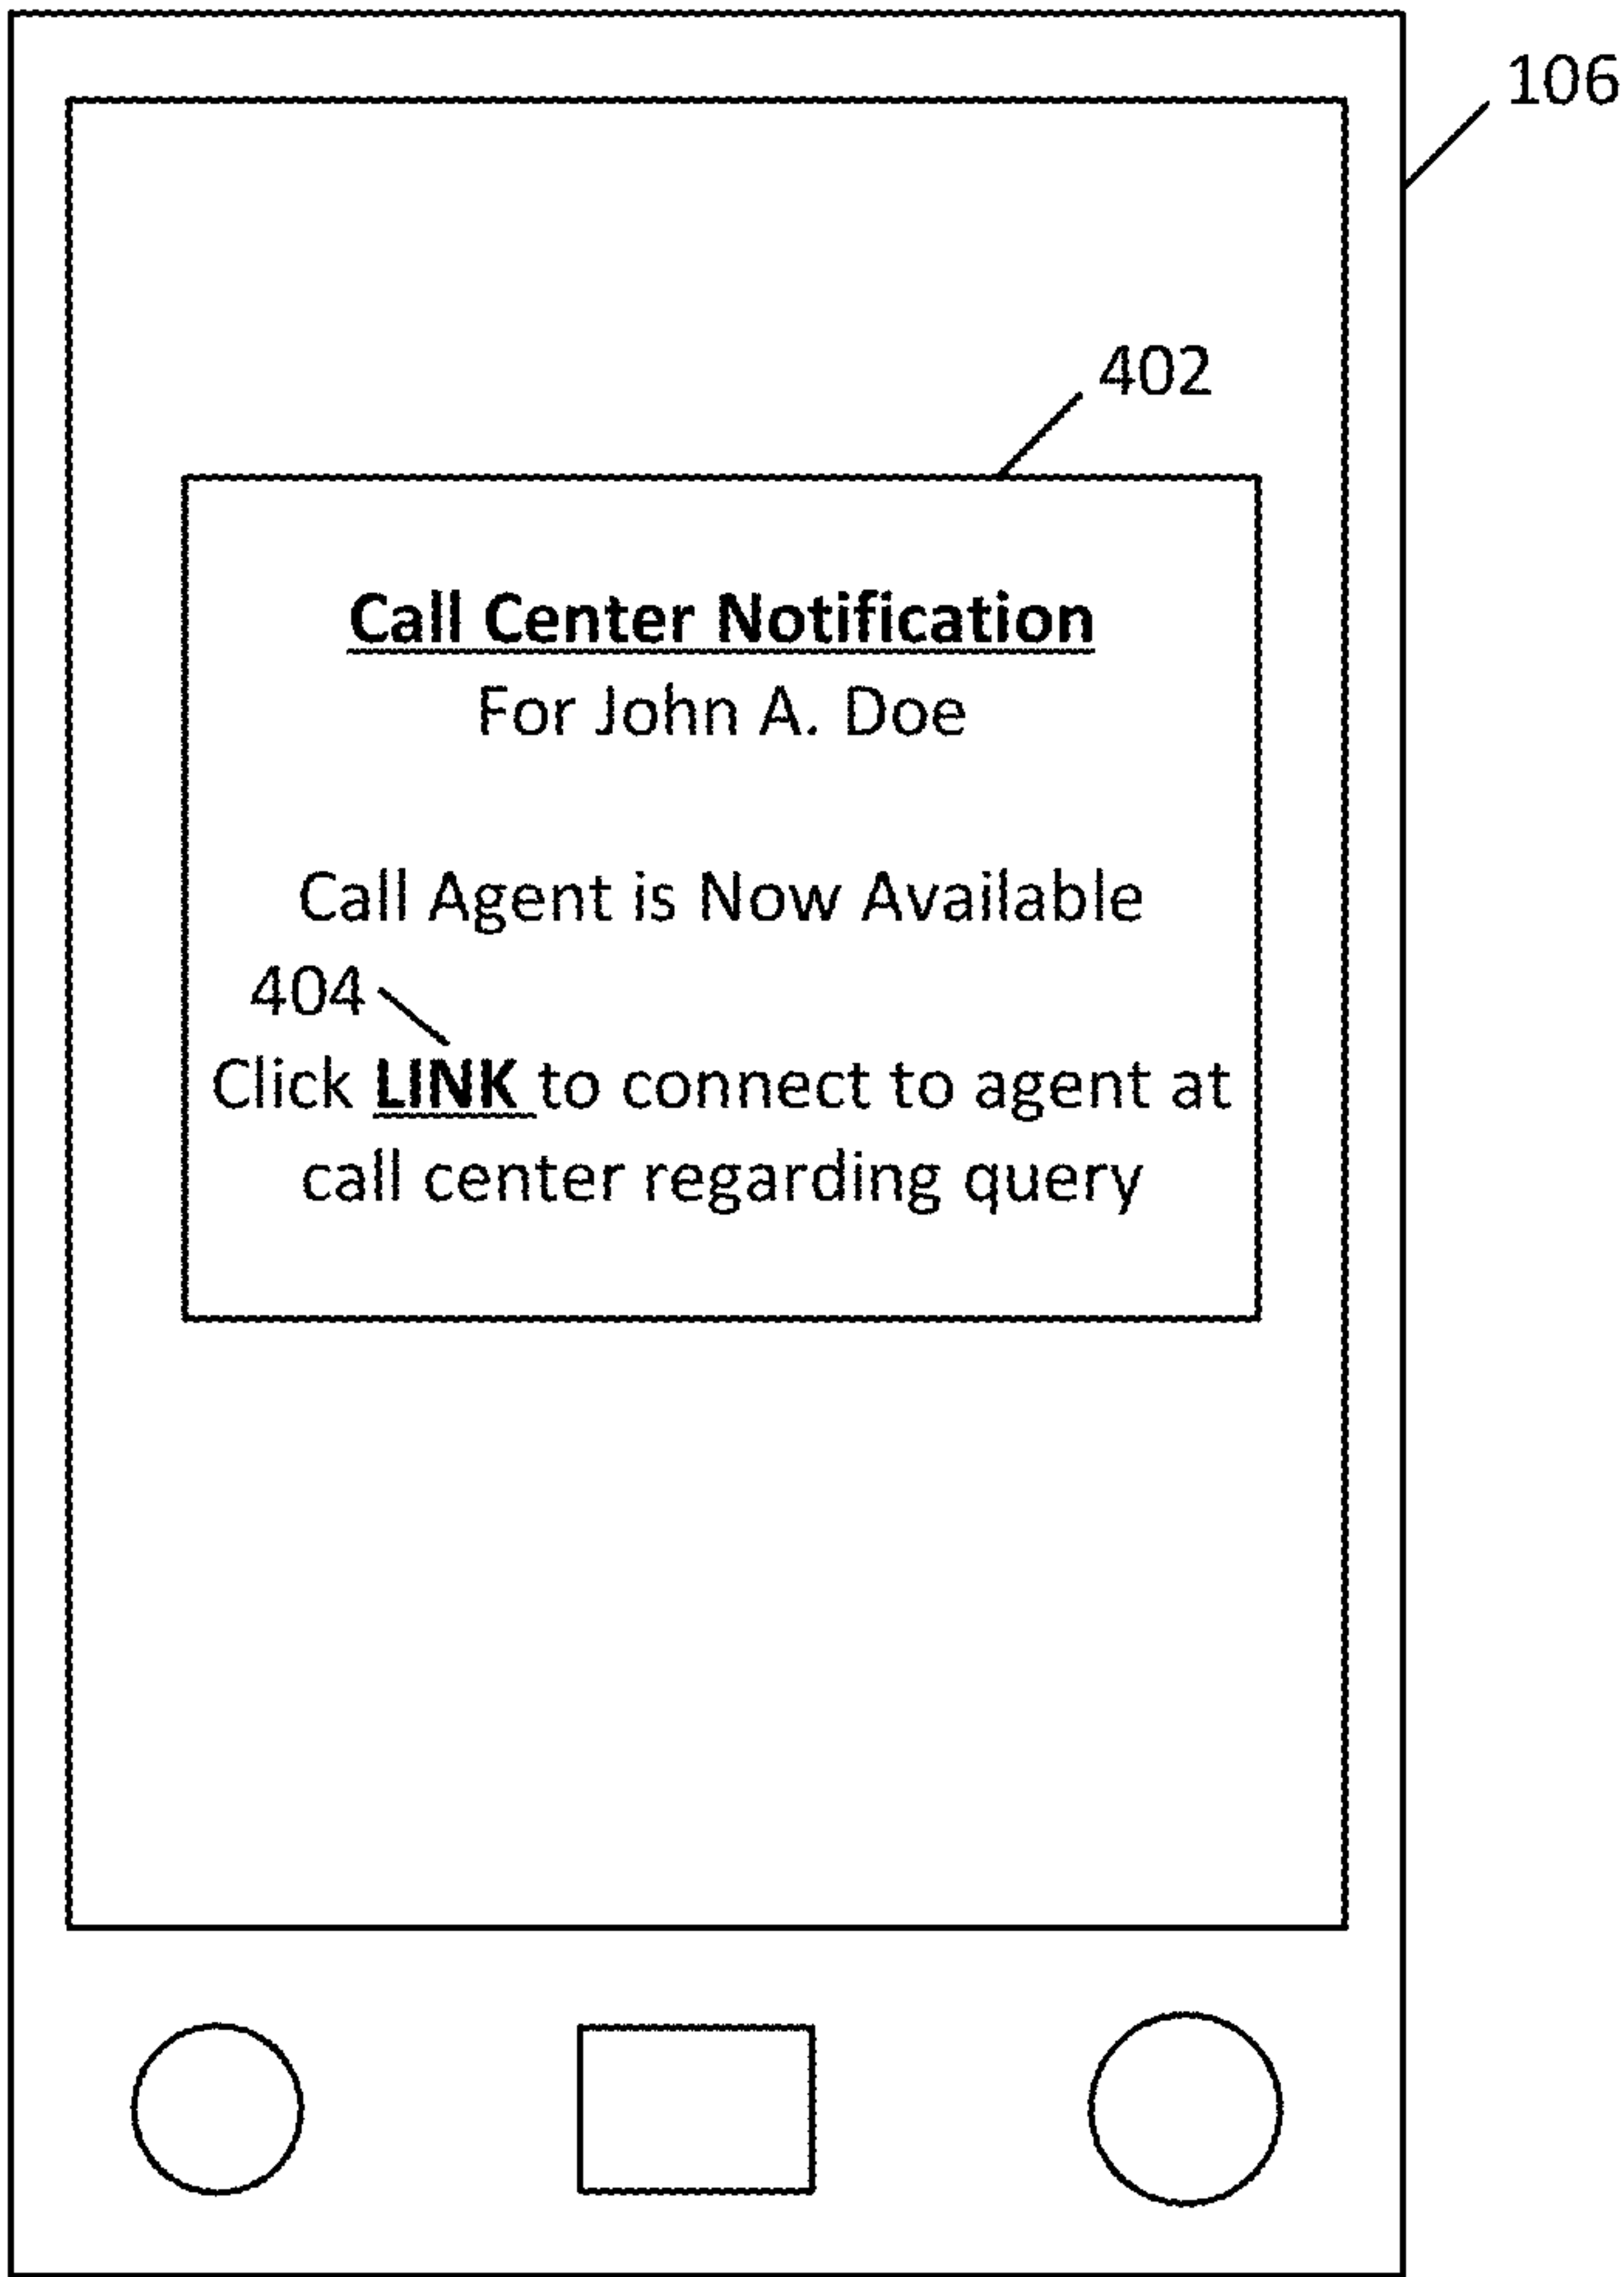 106
402
Call Center Notification
For John A. Doe
Call Agent is Now Available
404
Click LINK to connect to agent at
call center regarding query